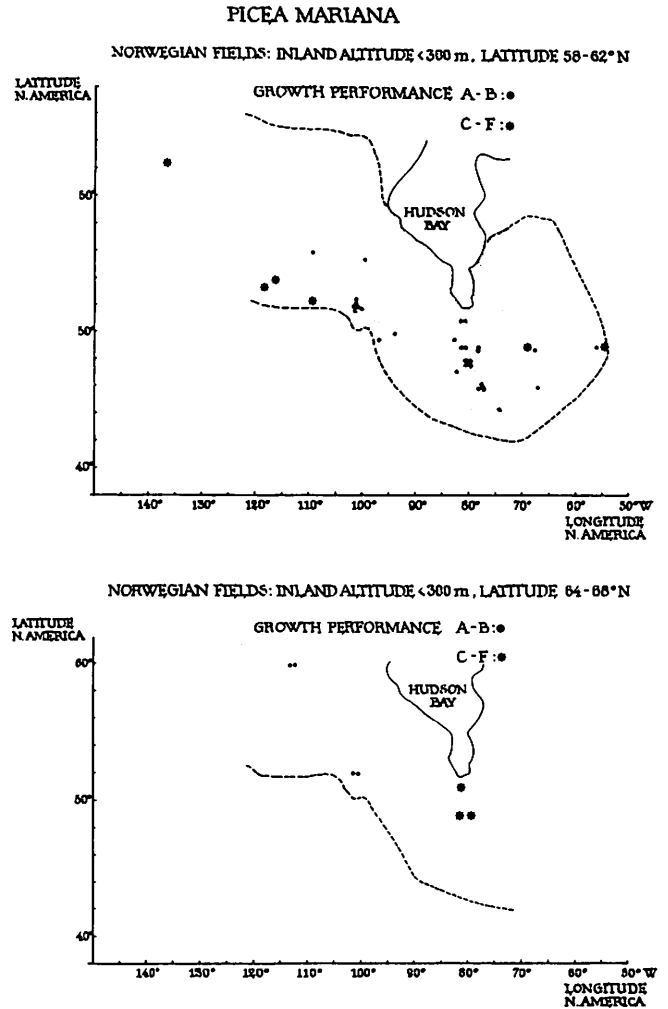 PICEA MARIANA
NORWEGIAN FIELDS: INLAND ALTITUDE < 300 m, LATITUDE 58-62°N
LATITUDE
N. AMERICA
GROWTH PERFORMANCE A-B:
C-F:
60°
HUDSON
BAY
50°
40°
140° 130° 120° 110° 100° 90° 80° 70° 60° 50° W
LONGITUDE
N. AMERICA
NORWEGIAN FIELDS: INLAND ALTITUDE < 300 m, LATITUDE 64-66°N
LATITUDE
N. AMERICA
GROWTH PERFORMANCE A-B:
C-F:
60°
HUDSON
BAY
50°
40°
140° 130° 120° 110° 100° 90° 80° 70° 60° 50° W
LONGITUDE
N. AMERICA